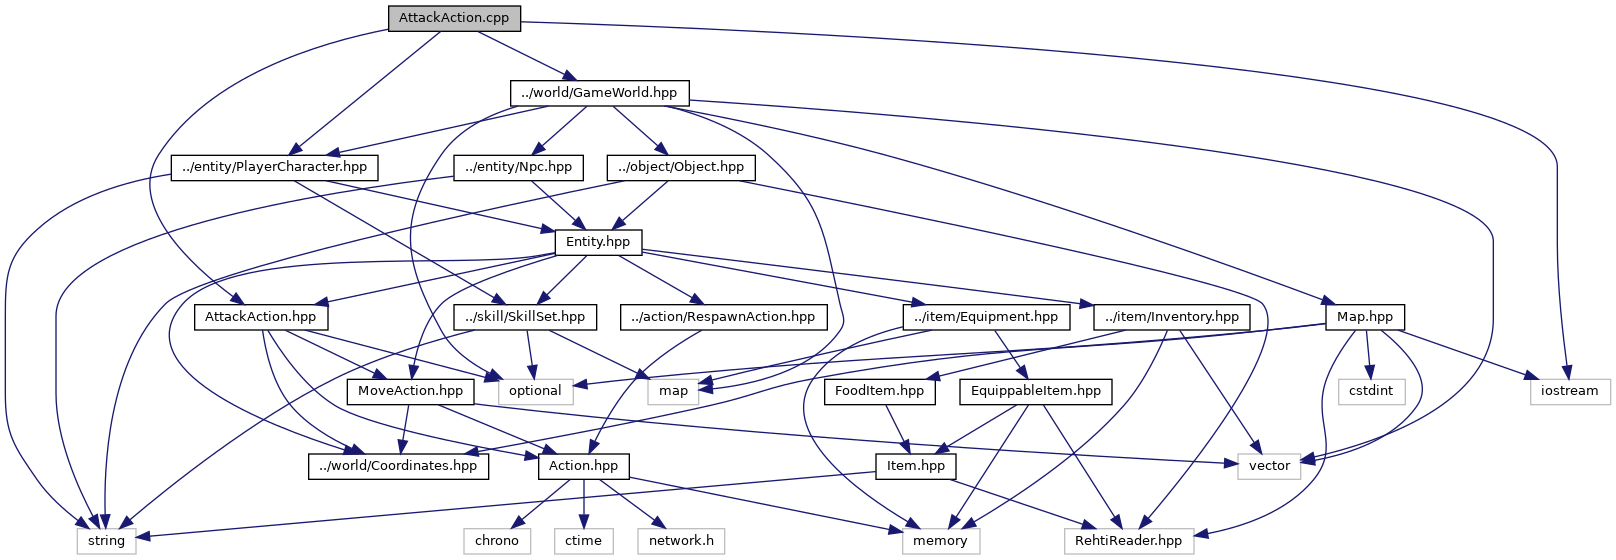 AttackAction.cpp
../world/GameWorld.hpp
../entity/PlayerCharacter.hpp
../entity/Npc.hpp
../object/Object.hpp
Entity.hpp
AttackAction.hpp
../skill/SkillSet.hpp
../action/RespawnAction.hpp
../item/Equipment.hpp
../item/Inventory.hpp
Map.hpp
MoveAction.hpp
optional
map
FoodItem.hpp
EquippableItem.hpp
cstdint
iostream
../world/Coordinates.hpp
Action.hpp
Item.hpp
vector
string
chrono
ctime
network.h
memory
RehtiReader.hpp